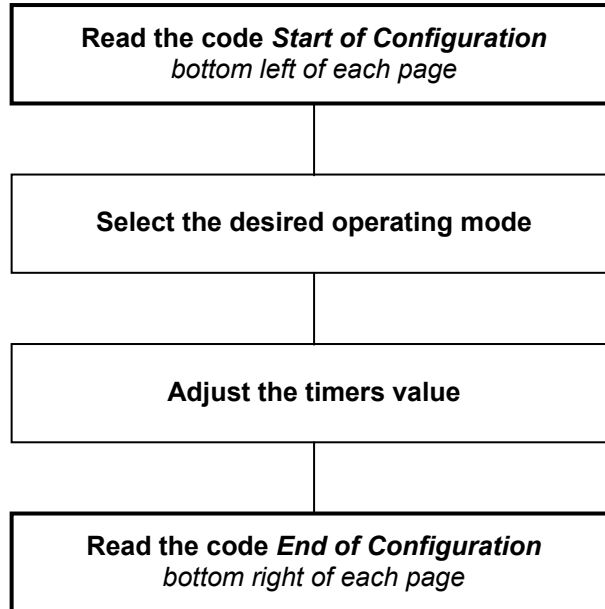 Read the code Start of Configuration
bottom left of each page
Select the desired operating mode
Adjust the timers value
Read the code End of Configuration
bottom right of each page